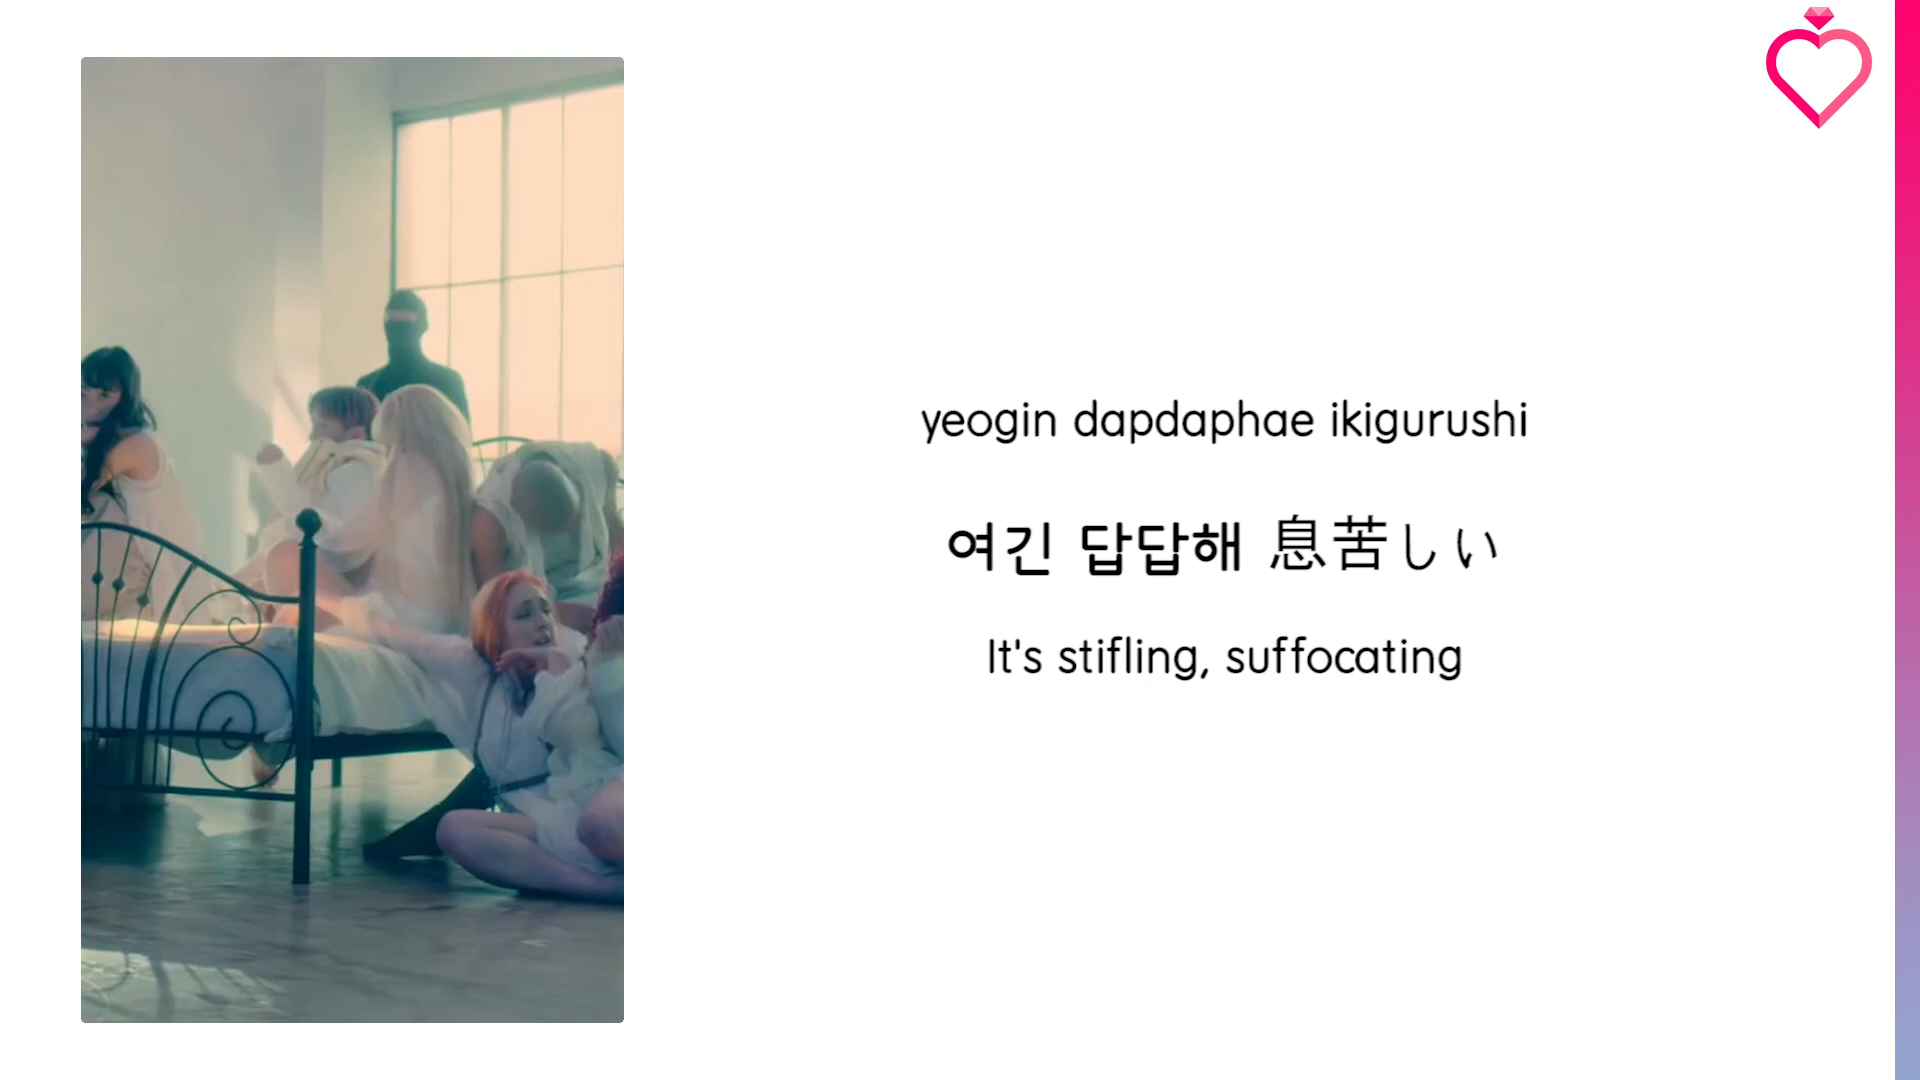 yeogin dapdaphae ikigurushi
여긴 답답해 息苦しい
It's stifling, suffocating